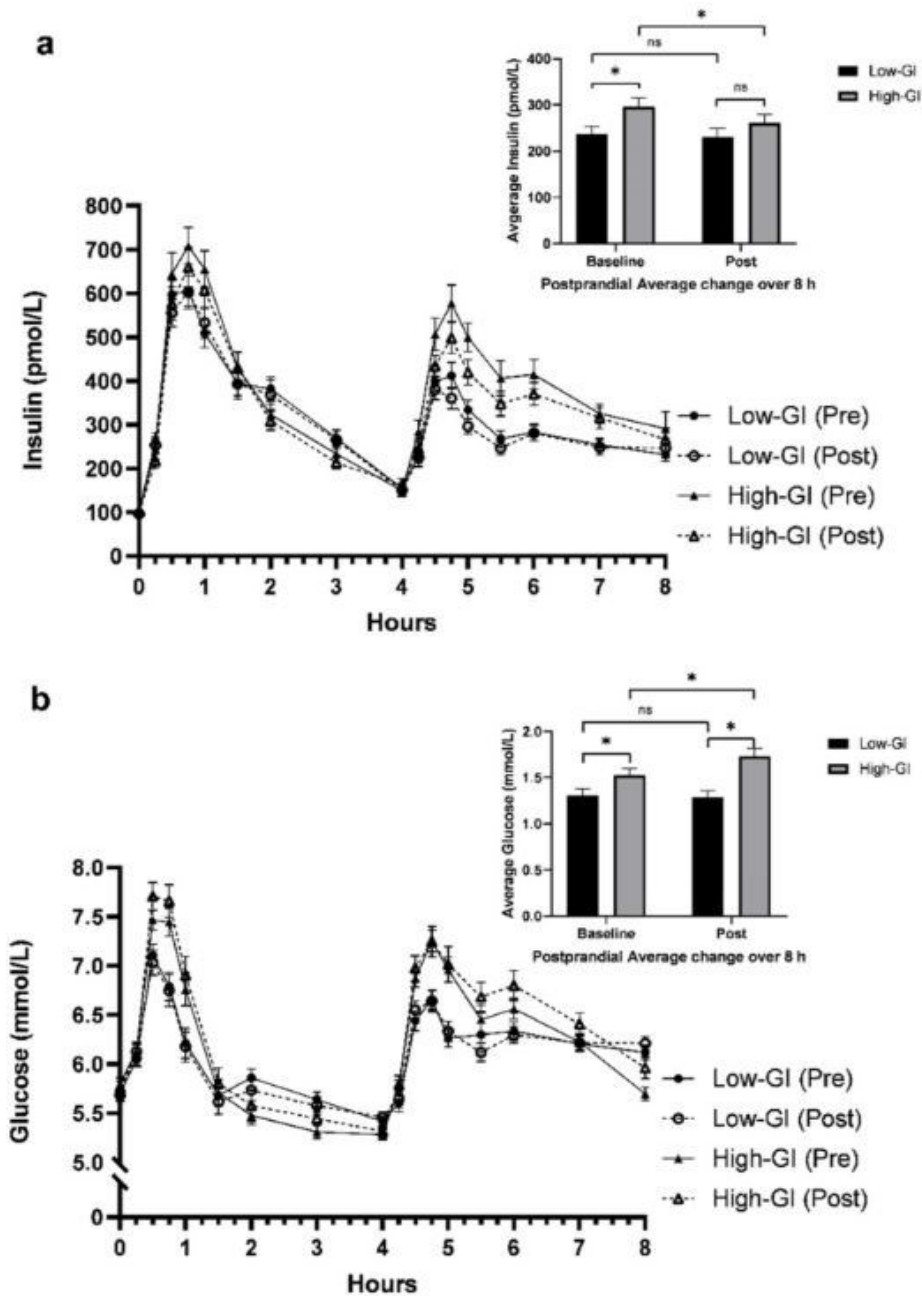 a
*
ns
*
ns
400
300
200
100
0
Avgerage Insulin (pmol/L)
Baseline
Post
Postprandial Average change over 8 h
Low-GI
High-GI
800
700
600
500
400
300
200
100
0
Insulin (pmol/L)
0 1 2 3 4 5 6 7 8
Hours
Low-GI (Pre)
Low-GI (Post)
High-GI (Pre)
High-GI (Post)
b
*
ns
*
*
2.0
1.5
1.0
0.5
0.0
Average Glucose (mmol/L)
Baseline
Post
Postprandial Average change over 8 h
Low-GI
High-GI
8.0
7.5
7.0
6.5
6.0
5.5
5.0
0
Glucose (mmol/L)
0 1 2 3 4 5 6 7 8
Hours
Low-GI (Pre)
Low-GI (Post)
High-GI (Pre)
High-GI (Post)